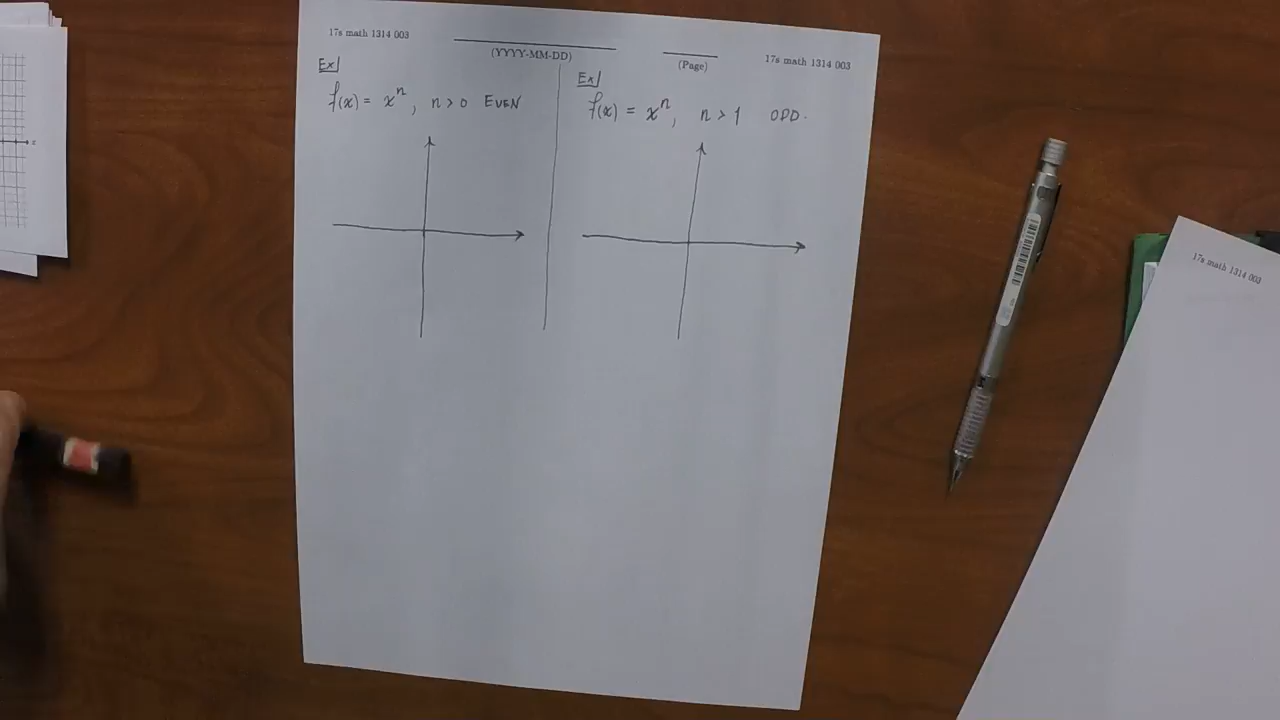 17s math 1314 003
(YYYY-MM-DD)
(Page)
17s math 1314 003
Ex
f(x) = x^n, n > 0 EVEN
Ex
f(x) = x^n, n > 1 ODD.
17s math 1314 003
x